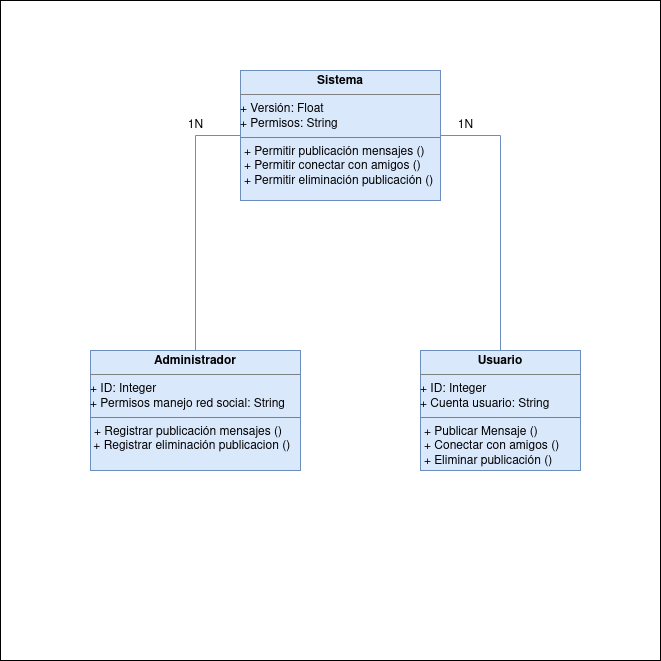 Sistema
+ Versión: Float
+ Permisos: String
1N
1N
+ Permitir publicación mensajes ()
+ Permitir conectar con amigos ()
+ Permitir eliminación publicación ()
Administrador
+ ID: Integer
+ Permisos manejo red social: String
+ Registrar publicación mensajes ()
+ Registrar eliminación publicacion ()
Usuario
+ ID: Integer
+ Cuenta usuario: String
+ Publicar Mensaje ()
+ Conectar con amigos ()
+ Eliminar publicación ()